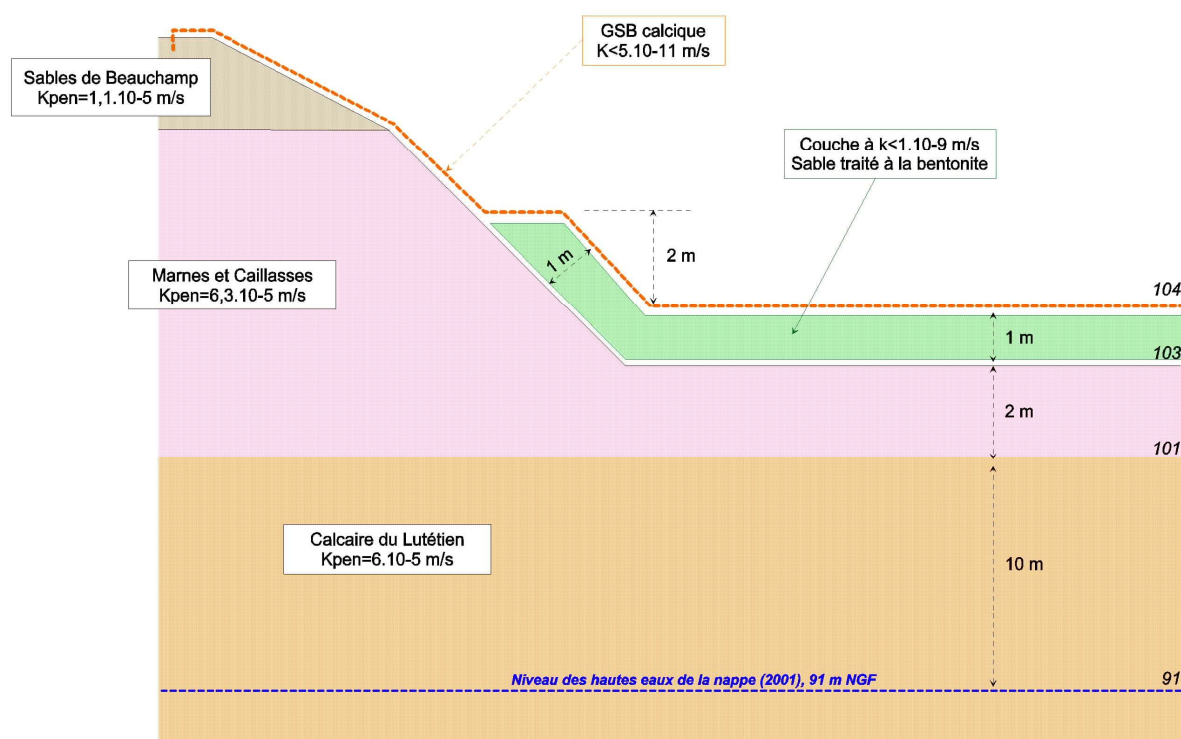 GSB calcique
K<5.10-11 m/s
Sables de Beauchamp
Kpen=1,1.10-5 m/s
Couche à k<1.10-9 m/s
Sable traité à la bentonite
2 m
1 m
Marnes et Caillasses
Kpen=6,3.10-5 m/s
104
1 m
103
2 m
101
Calcaire du Lutétien
Kpen=6.10-5 m/s
10 m
Niveau des hautes eaux de la nappe (2001), 91 m NGF
91